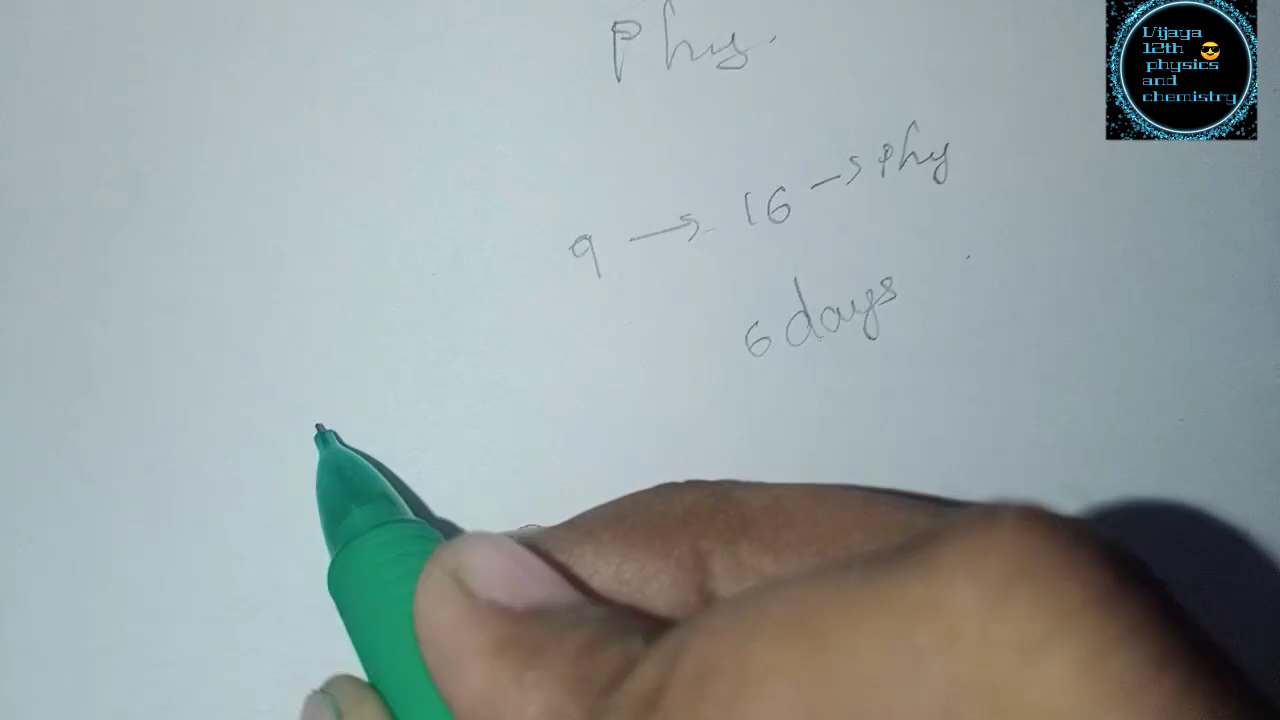 Phy.
9 → 16 → Phy
6 days
Vijaya
12th 😎
physics
and
chemistry